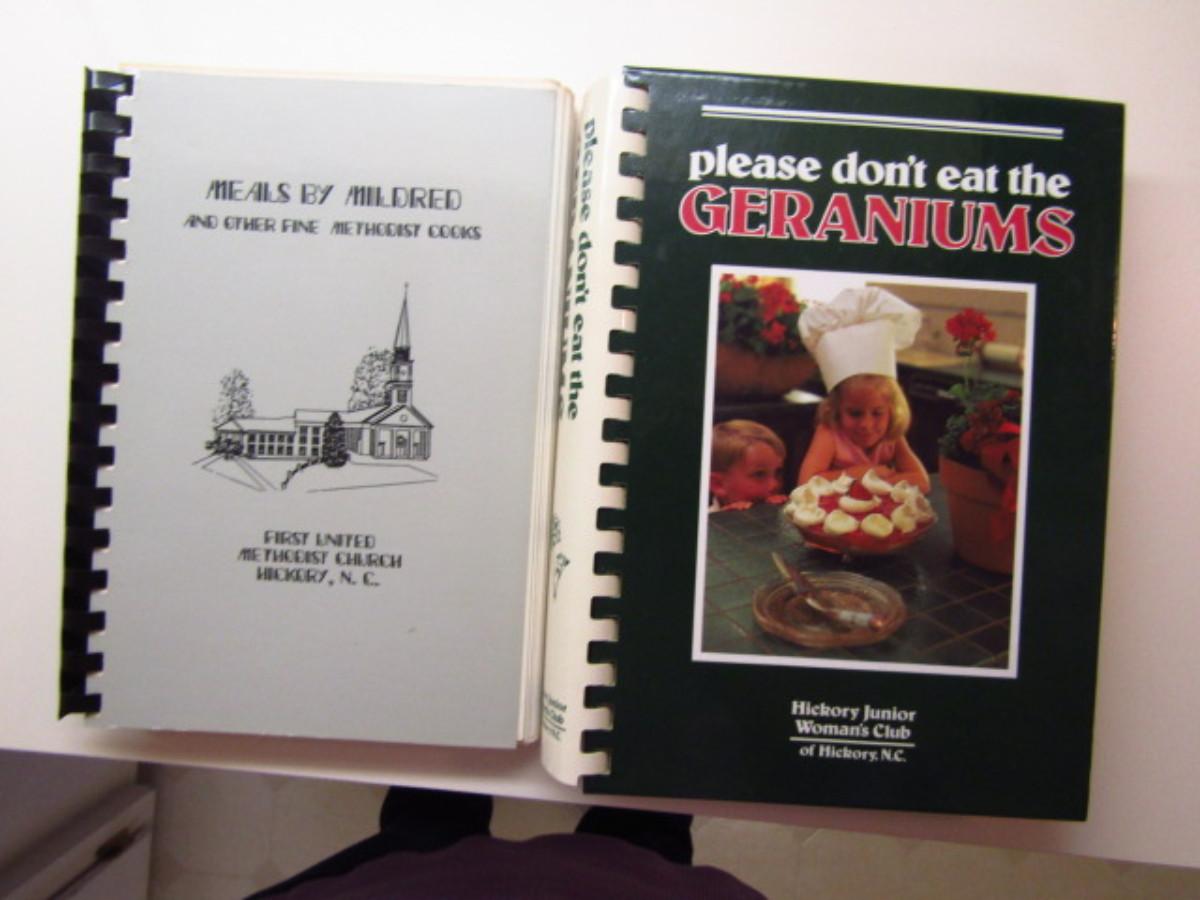 MEALS BY MILDRED
AND OTHER FINE METHODIST COOKS
FIRST UNITED
METHODIST CHURCH
HICKORY, N. C.
please don't eat the
please don't eat the
GERANIUMS
Hickory Junior
Woman's Club
of Hickory, N.C.